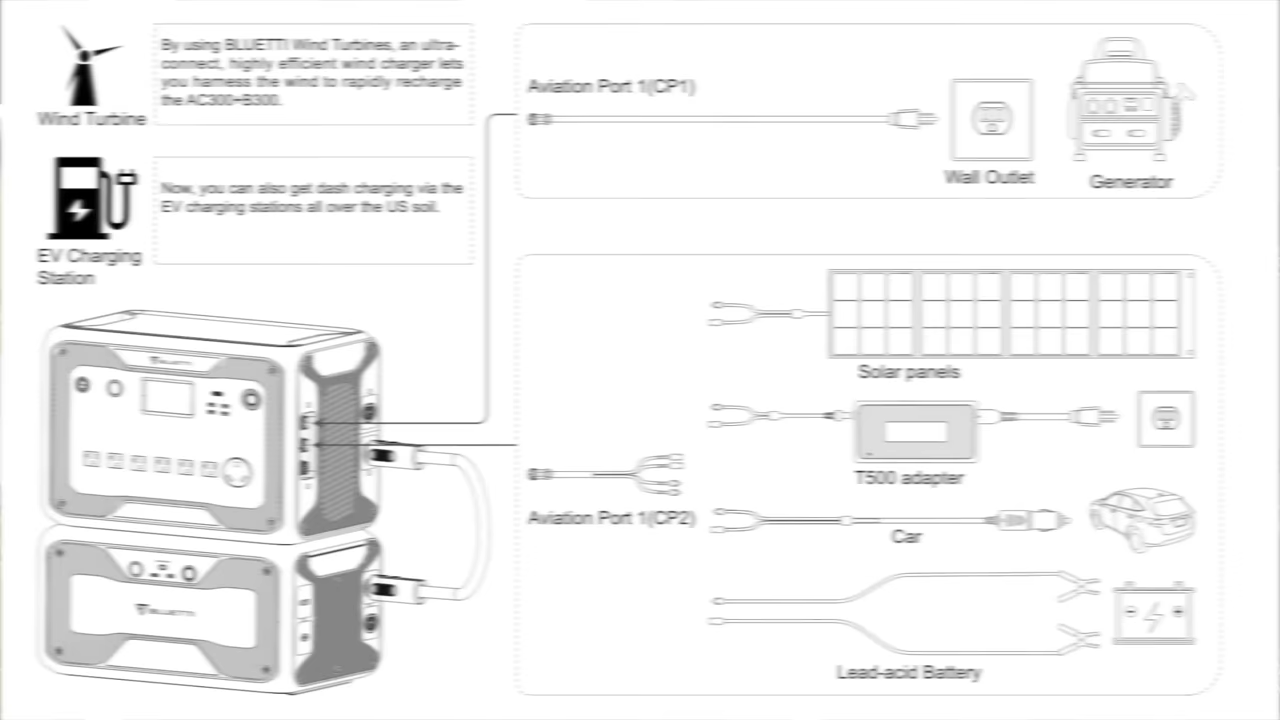 Wind Turbine
By using BLUETTI Wind Turbines, an ultra-
connect, highly efficient wind charger lets
you harness the wind to rapidly recharge
the AC300+B300.
EV Charging
Station
Now, you can also get dash charging via the
EV charging stations all over the US soil.
Aviation Port 1(CP1)
Wall Outlet
Generator
Solar panels
T500 adapter
Aviation Port 1(CP2)
Car
Lead-acid Battery
BLUETTI
BLUETTI